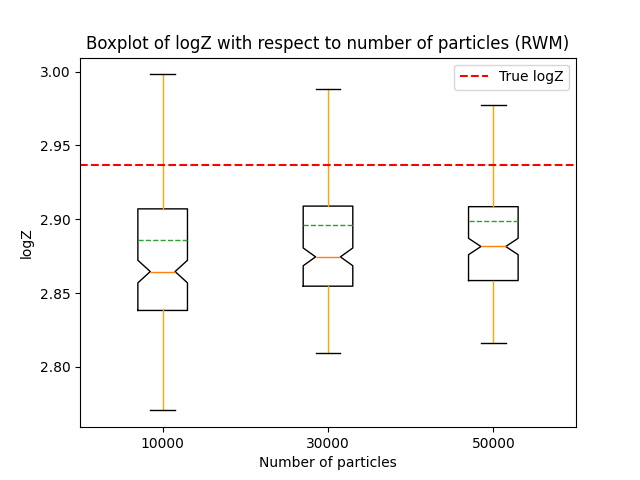 Boxplot of logZ with respect to number of particles (RWM)
True logZ
3.00
2.95
2.90
2.85
2.80
logZ
10000 30000 50000
Number of particles